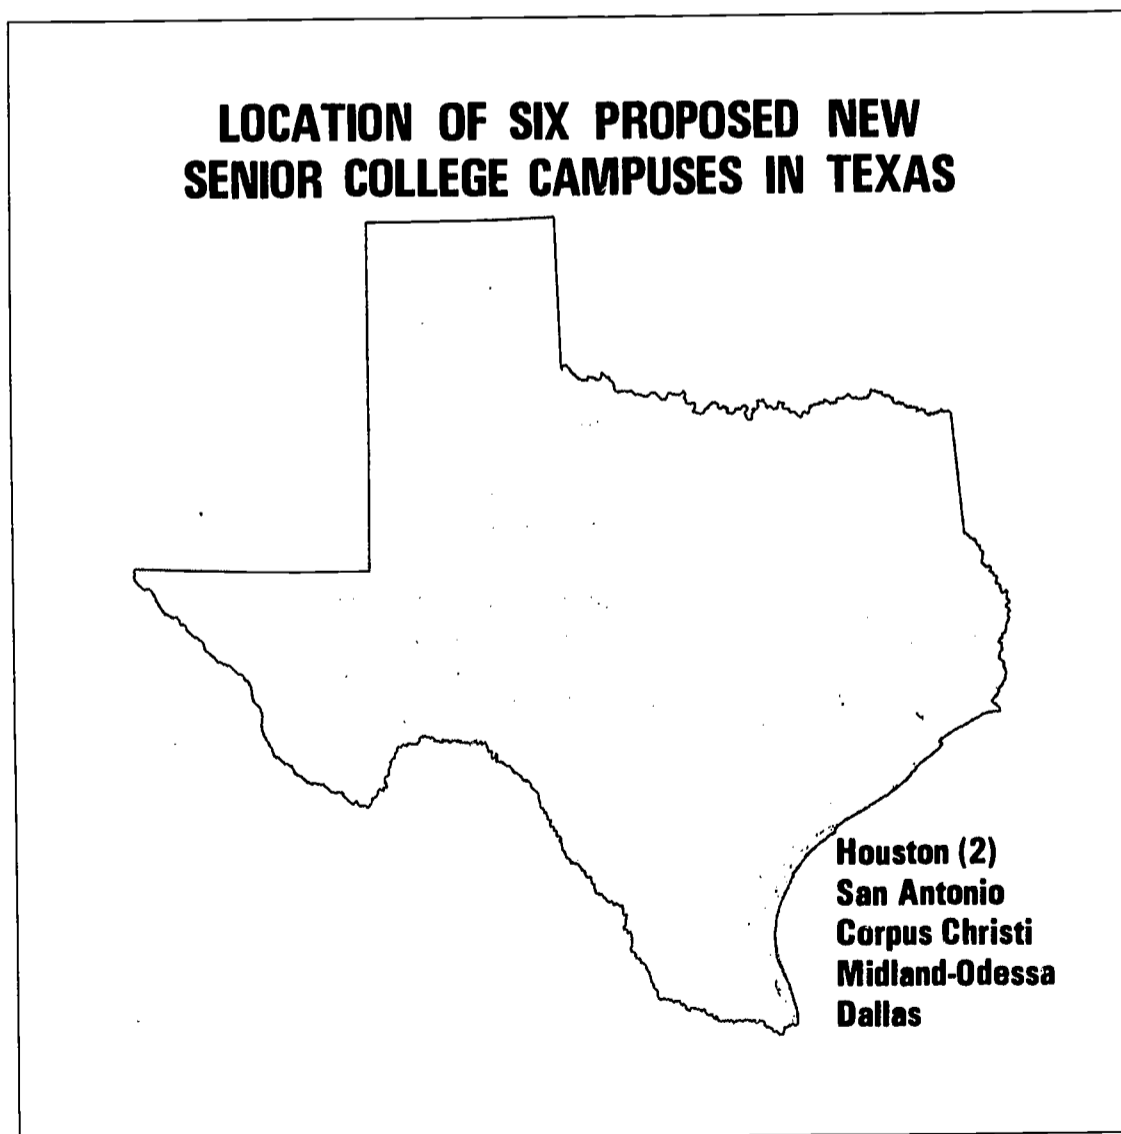 LOCATION OF SIX PROPOSED NEW
SENIOR COLLEGE CAMPUSES IN TEXAS
Houston (2)
San Antonio
Corpus Christi
Midland-Odessa
Dallas